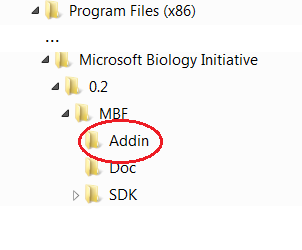 Program Files (x86)
...
Microsoft Biology Initiative
0.2
MBF
Addin
Doc
SDK